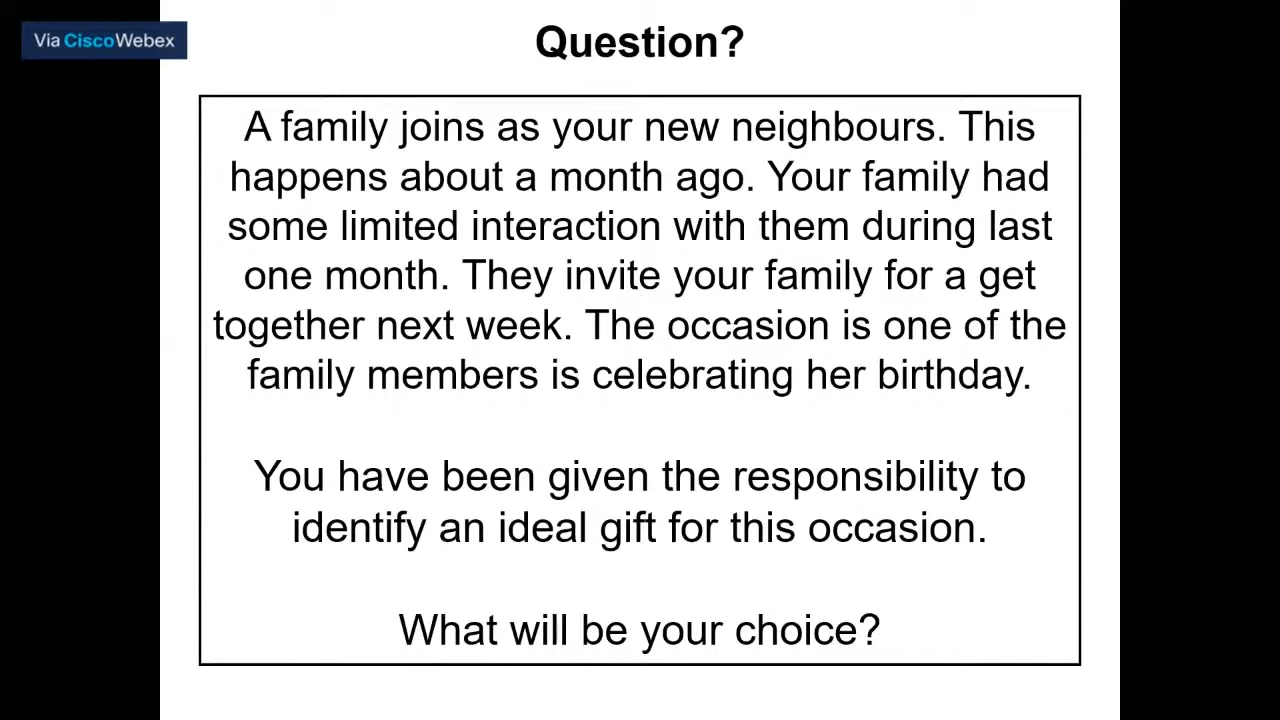 Via CiscoWebex
Question?
A family joins as your new neighbours. This
happens about a month ago. Your family had
some limited interaction with them during last
one month. They invite your family for a get
together next week. The occasion is one of the
family members is celebrating her birthday.
You have been given the responsibility to
identify an ideal gift for this occasion.
What will be your choice?